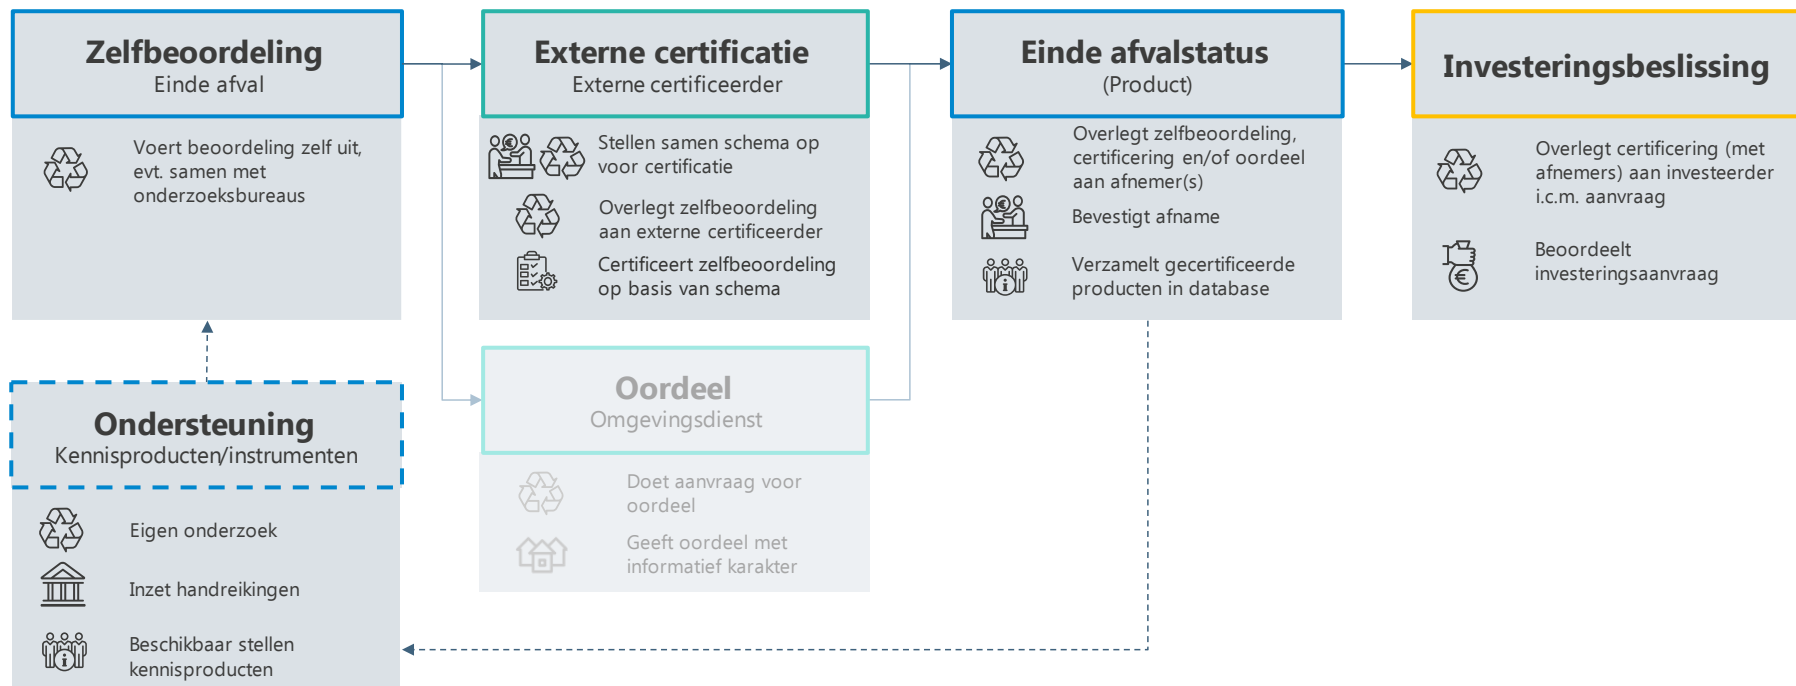 Zelfbeoordeling
Einde afval
Voert beoordeling zelf uit,
evt. samen met
onderzoeksbureaus
Externe certificatie
Externe certificeerder
Stellen samen schema op
voor certificatie
Overlegt zelfbeoordeling
aan externe certificeerder
Certificeert zelfbeoordeling
op basis van schema
Einde afvalstatus
(Product)
Overlegt zelfbeoordeling,
certificering en/of oordeel
aan afnemer(s)
Bevestigt afname
Verzamelt gecertificeerde
producten in database
Investeringsbeslissing
Overlegt certificering (met
afnemers) aan investeerder
i.c.m. aanvraag
Beoordeelt
investeringsaanvraag
Ondersteuning
Kennisproducten/instrumenten
Eigen onderzoek
Inzet handreikingen
Beschikbaar stellen
kennisproducten
Oordeel
Omgevingsdienst
Doet aanvraag voor
oordeel
Geeft oordeel met
informatief karakter